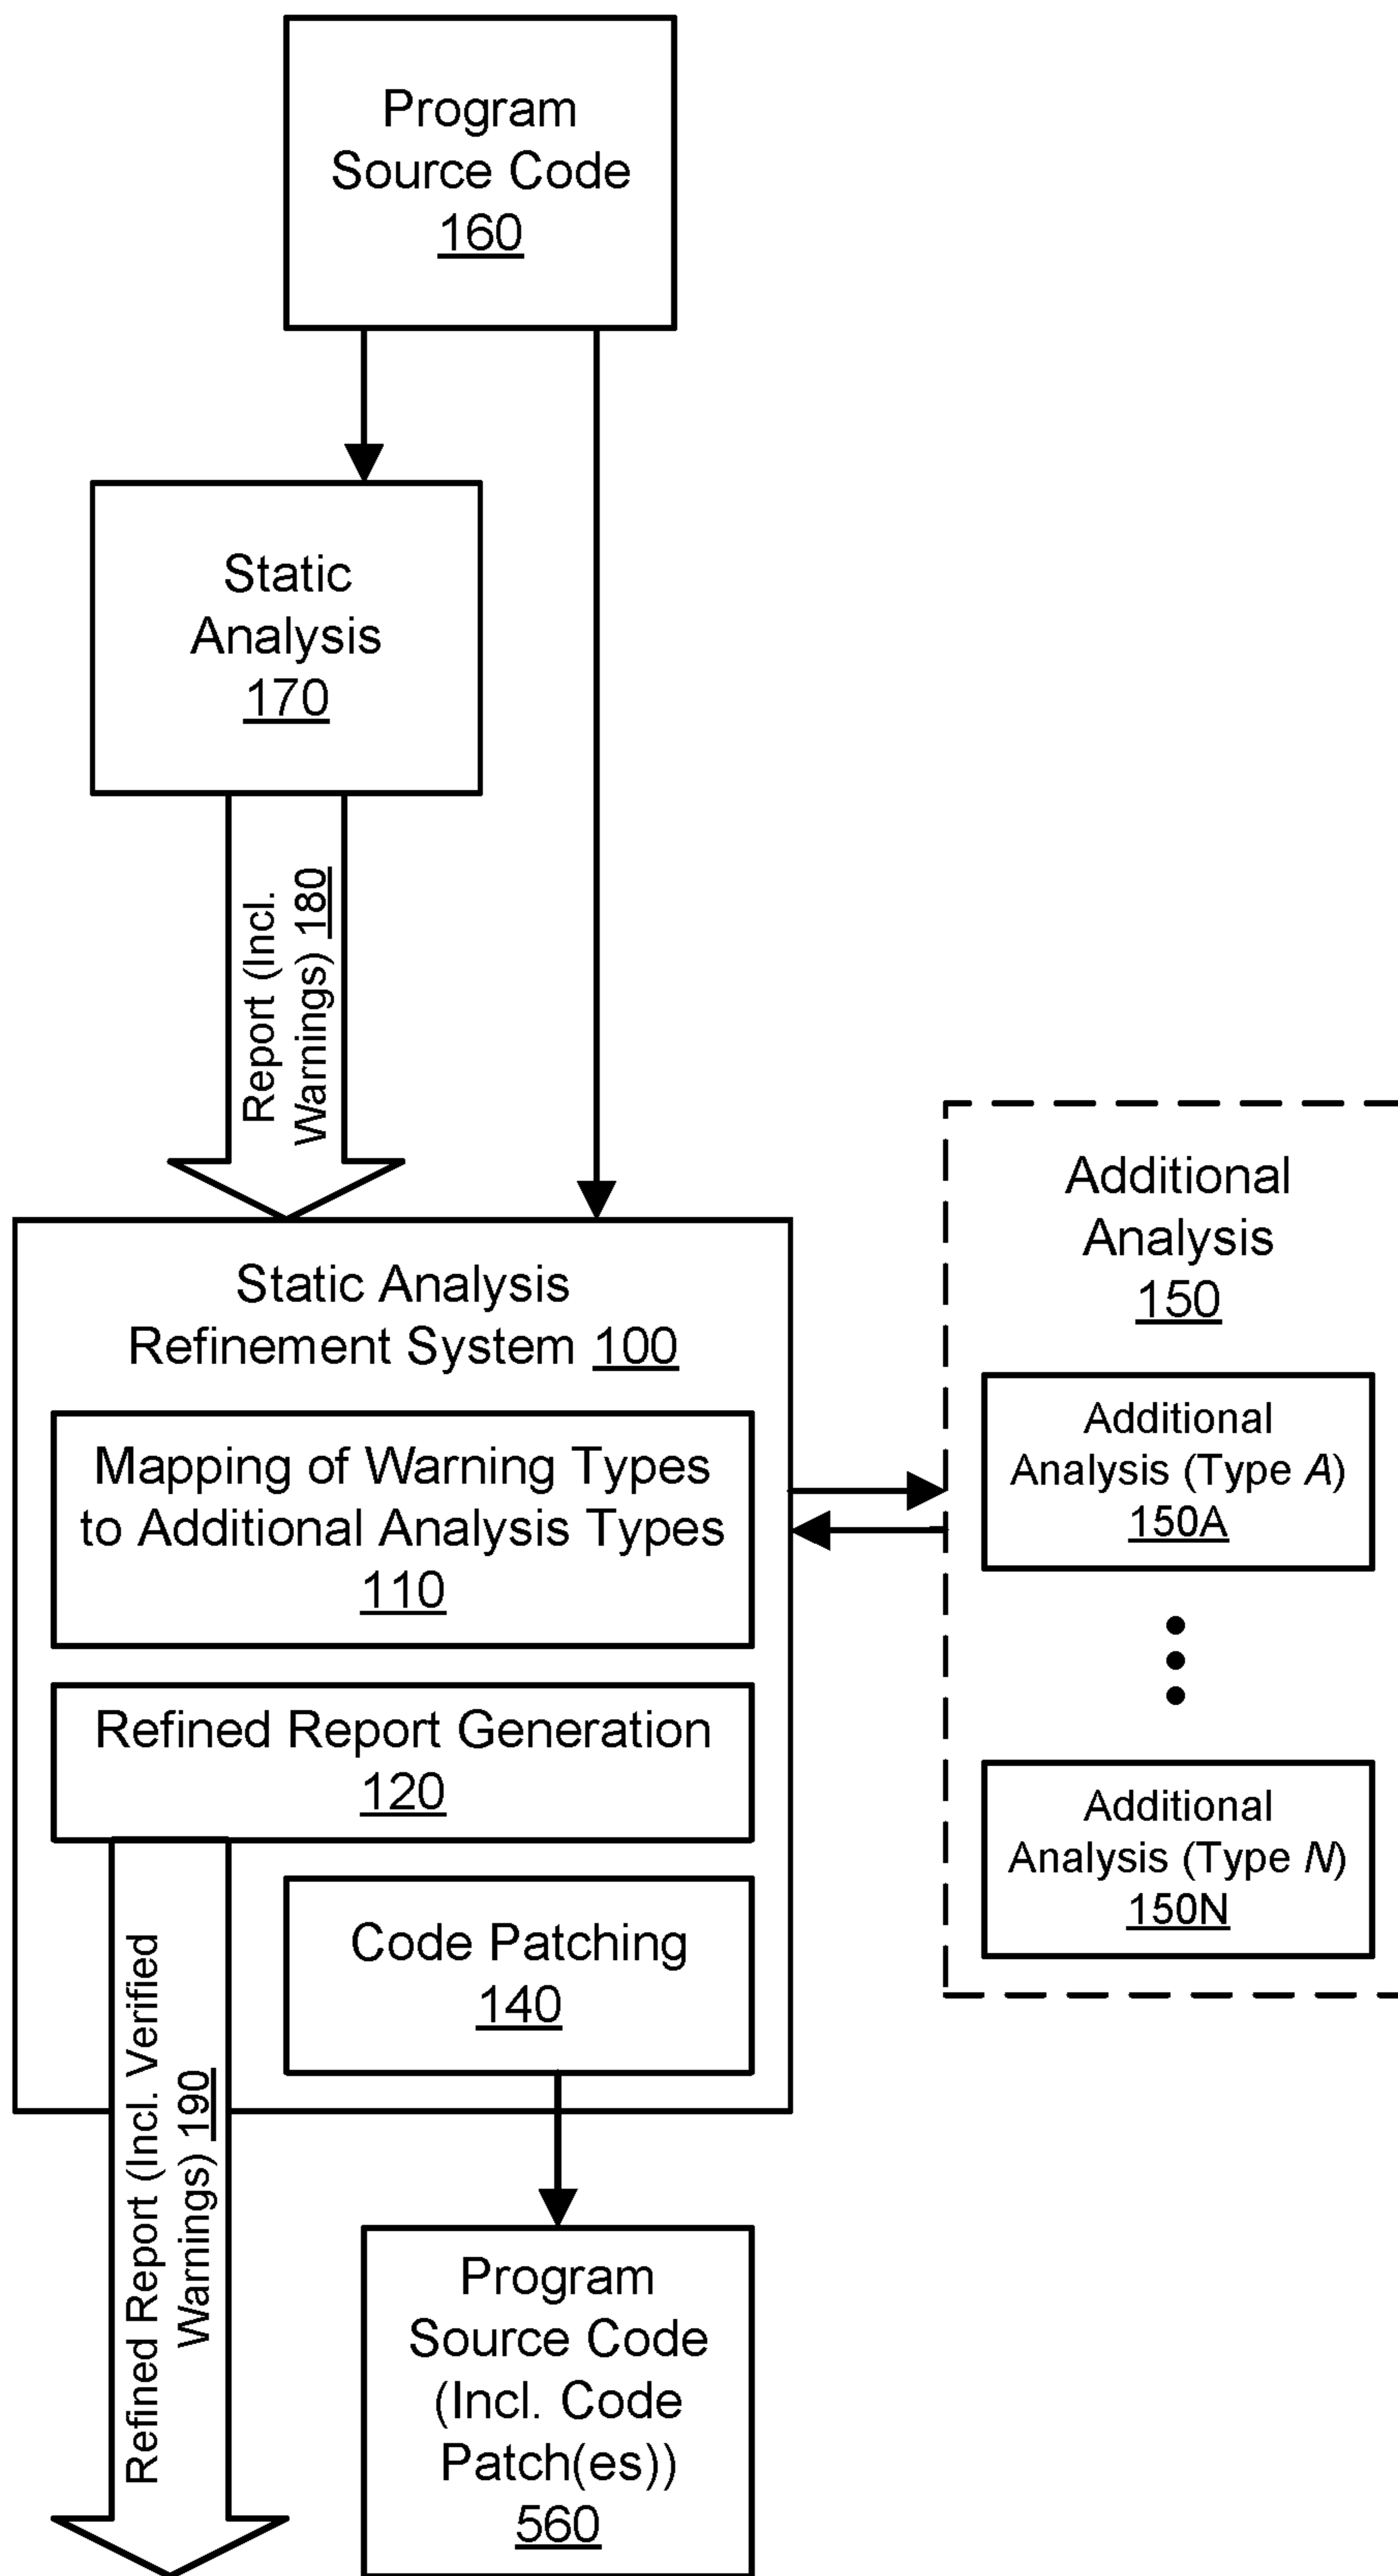 Program
Source Code
160
Static
Analysis
170
Report (Incl.
Warnings) 180
Static Analysis
Refinement System 100
Mapping of Warning Types
to Additional Analysis Types
110
Refined Report Generation
120
Code Patching
140
Refined Report (Incl. Verified
Warnings) 190
Program
Source Code
(Incl. Code
Patch(es))
560
Additional
Analysis
150
Additional
Analysis (Type A)
150A
Additional
Analysis (Type N)
150N